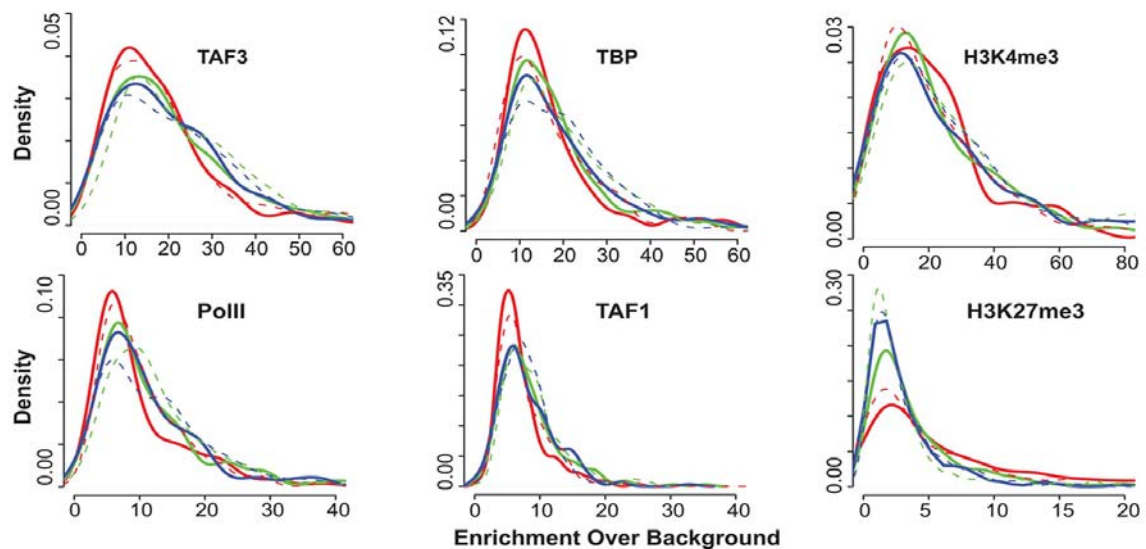 TAF3
TBP
H3K4me3
Density
0.00
0.05
0 10 20 30 40 50 60
0.00
0.12
0 10 20 30 40 50 60
0.00
0.03
0 20 40 60 80
PolII
TAF1
H3K27me3
Density
0.00
0.10
0 10 20 30 40
0.00
0.35
0 10 20 30 40
0.00
0.30
0 5 10 15 20
Enrichment Over Background